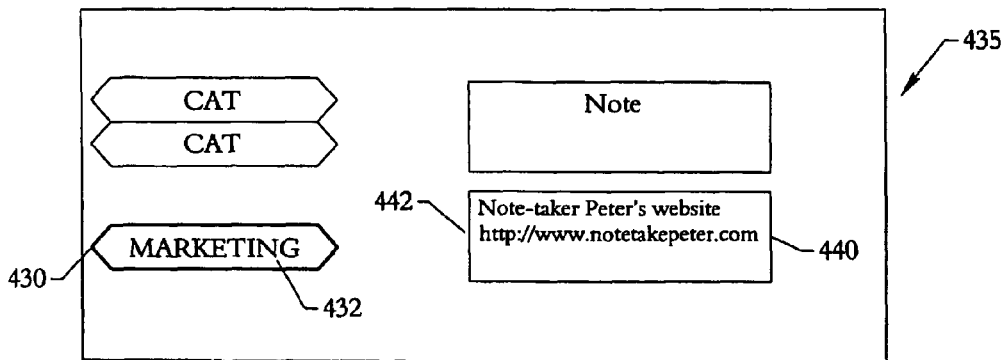 435
CAT
Note
CAT
442
Note-taker Peter's website
http://www.notetakepeter.com
MARKETING
440
430
432